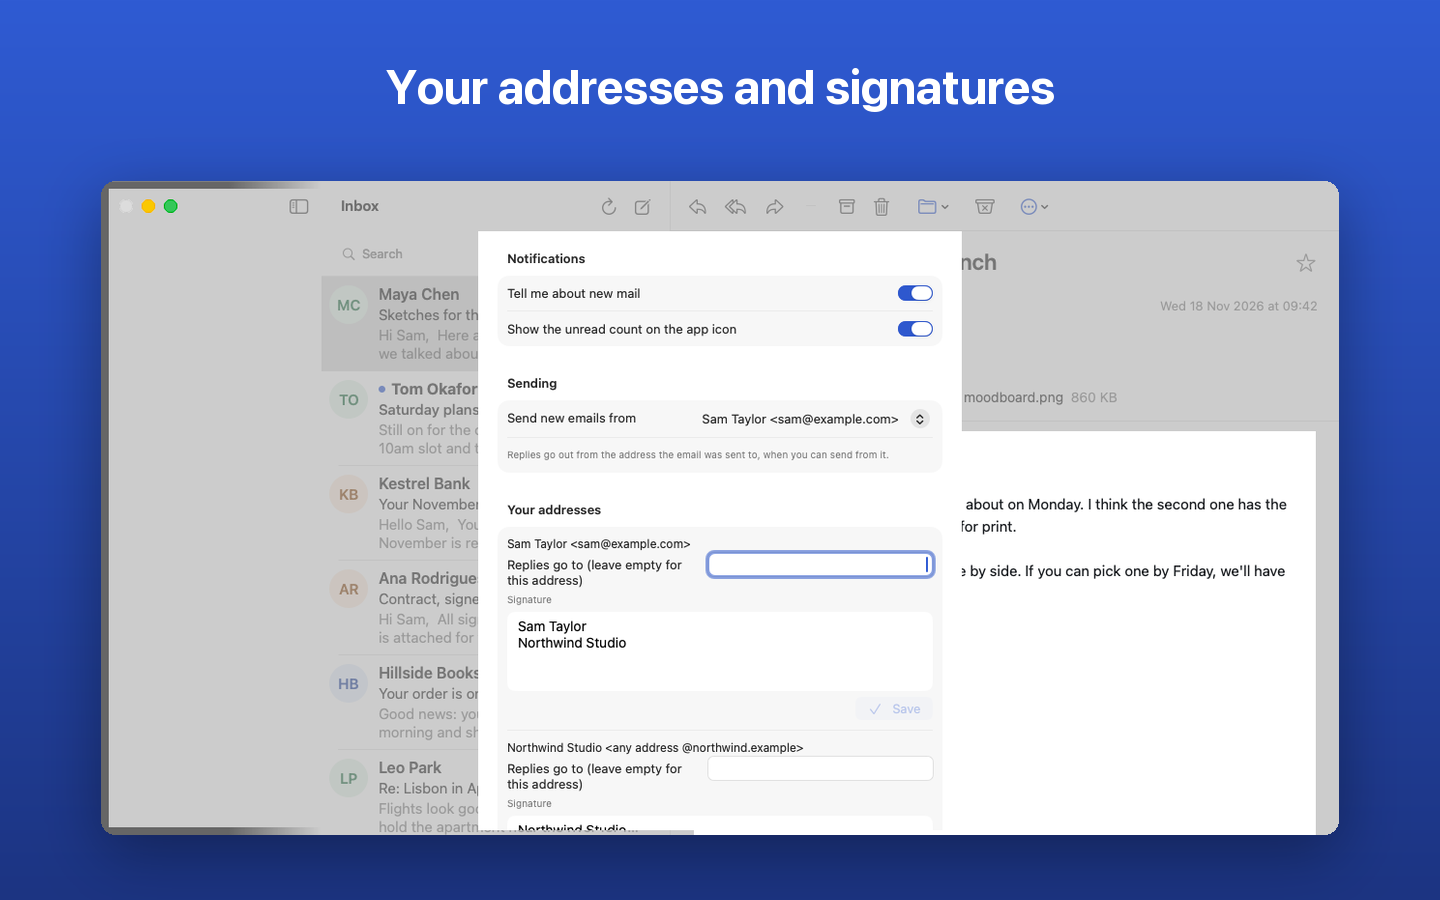 Your addresses and signatures
Inbox
Search
MC
Maya Chen
Sketches for th
Hi Sam, Here a
we talked abou
TO
Tom Okafor
Saturday plans
Still on for the
10am slot and t
KB
Kestrel Bank
Your November
Hello Sam, You
November is re
AR
Ana Rodrigue
Contract, signe
Hi Sam, All sig
is attached for
HB
Hillside Books
Your order is or
Good news: you
morning and sh
LP
Leo Park
Re: Lisbon in A
Flights look goo
hold the apartm
Notifications
Tell me about new mail
Show the unread count on the app icon
Sending
Send new emails from
Sam Taylor <sam@example.com>
Replies go out from the address the email was sent to, when you can send from it.
Your addresses
Sam Taylor <sam@example.com>
Replies go to (leave empty for
this address)
Signature
Sam Taylor
Northwind Studio
Save
Northwind Studio <any address @northwind.example>
Replies go to (leave empty for
this address)
Signature
Northwind Studio
nch
Wed 18 Nov 2026 at 09:42
moodboard.png 860 KB
about on Monday. I think the second one has the
for print.
e by side. If you can pick one by Friday, we'll have